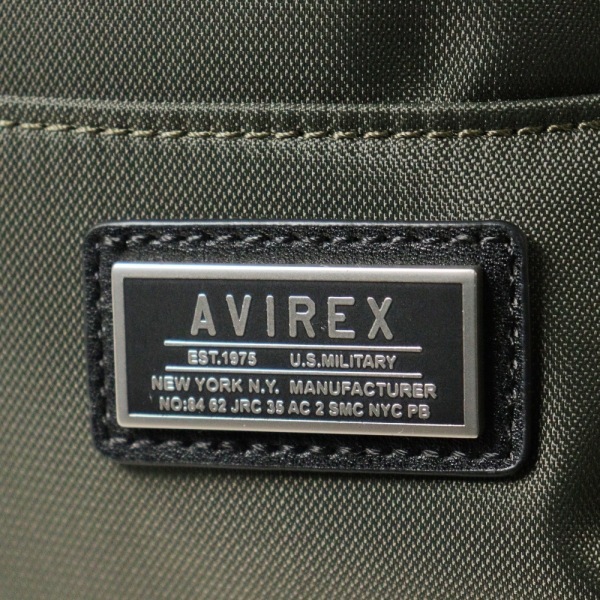 AVIREX
EST.1975 U.S.MILITARY
NEW YORK N.Y. MANUFACTURER
NO:84 62 JRC 35 AC 2 SMC NYC PB